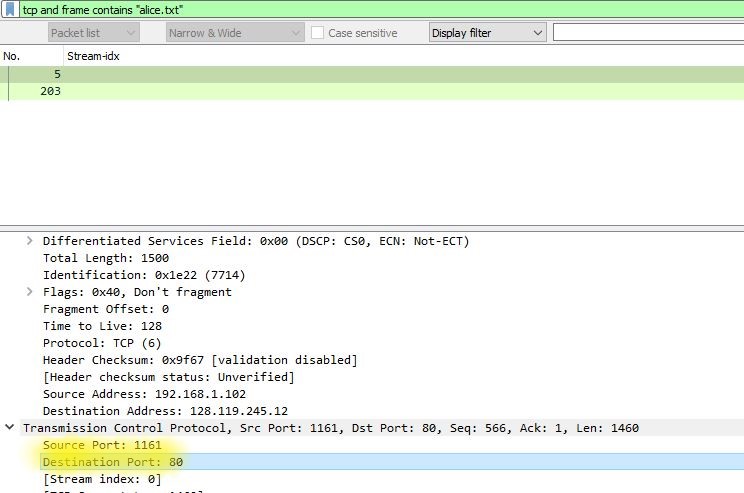 tcp and frame contains "alice.txt"
Packet list Narrow & Wide Case sensitive Display filter
No. Stream-idx
5
203
Differentiated Services Field: 0x00 (DSCP: CS0, ECN: Not-ECT)
Total Length: 1500
Identification: 0x1e22 (7714)
Flags: 0x40, Don't fragment
Fragment Offset: 0
Time to Live: 128
Protocol: TCP (6)
Header Checksum: 0x9f67 [validation disabled]
[Header checksum status: Unverified]
Source Address: 192.168.1.102
Destination Address: 128.119.245.12
Transmission Control Protocol, Src Port: 1161, Dst Port: 80, Seq: 566, Ack: 1, Len: 1460
Source Port: 1161
Destination Port: 80
[Stream index: 0]